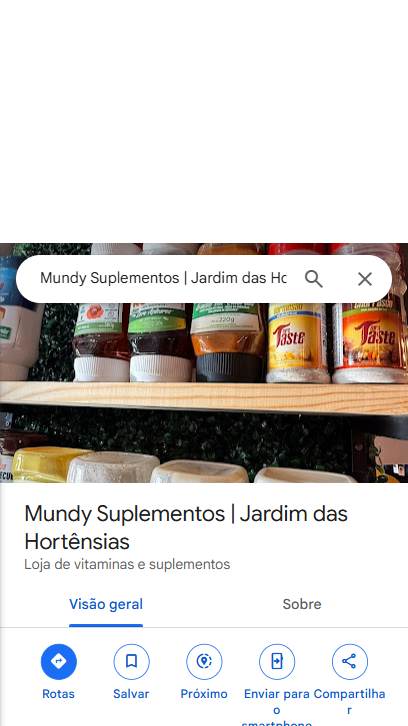 Mundy Suplementos | Jardim das Ho
Taste
Taste
220g
Mundy Suplementos | Jardim das
Hortênsias
Loja de vitaminas e suplementos
Visão geral
Sobre
Rotas
Salvar
Próximo
Enviar para
o
smartphone
Compartilha
r